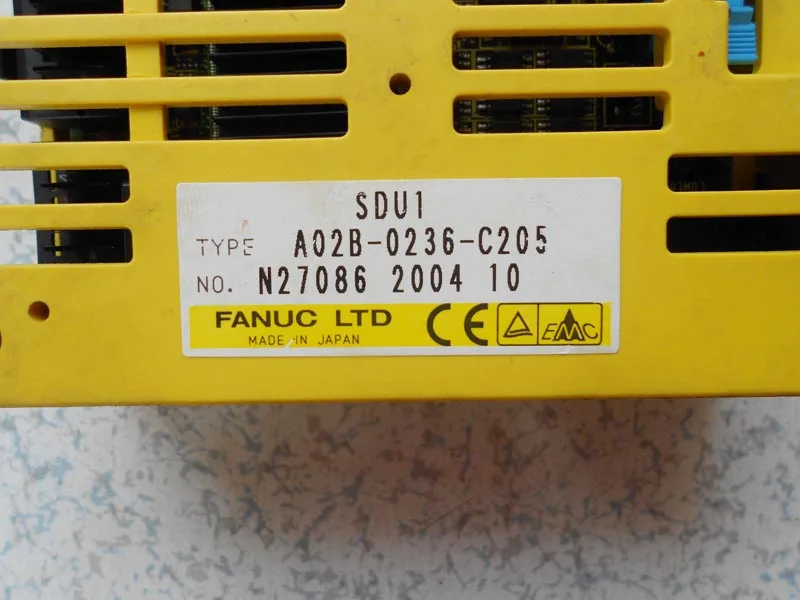 SDU1
TYPE A02B-0236-C205
NO. N27086 2004 10
FANUC LTD CE EMC
MADE IN JAPAN